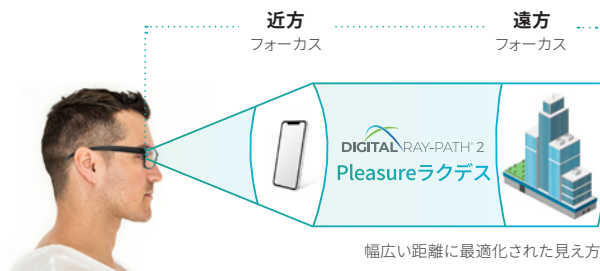 近方
フォーカス
遠方
フォーカス
DIGITAL RAY-PATH® 2
Pleasureラクデス
幅広い距離に最適化された見え方